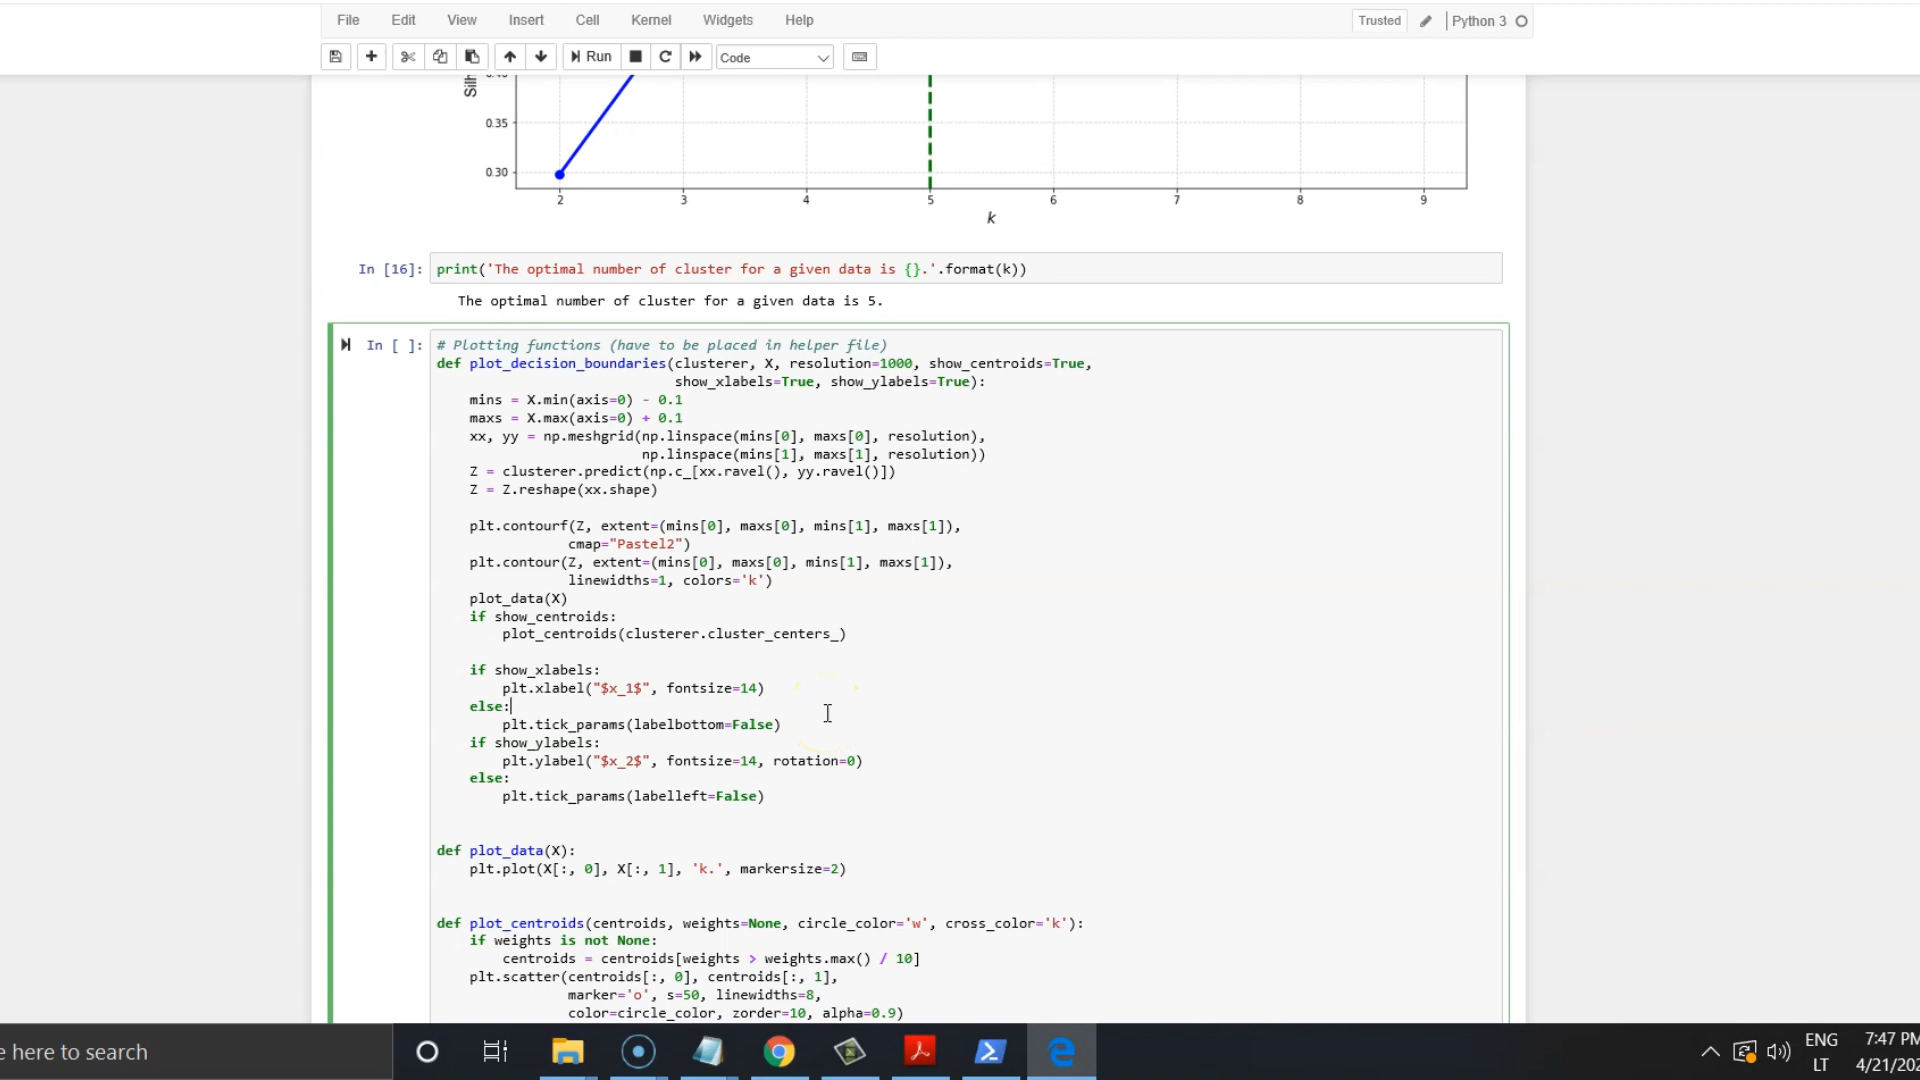 File Edit View Insert Cell Kernel Widgets Help Trusted Python 3
Run Code
0.35
0.30
2 3 4 5 6 7 8 9
k
In [16]: print('The optimal number of cluster for a given data is {}.'.format(k))
The optimal number of cluster for a given data is 5.
In [ ]: # Plotting functions (have to be placed in helper file)
def plot_decision_boundaries(clusterer, X, resolution=1000, show_centroids=True,
show_xlabels=True, show_ylabels=True):
mins = X.min(axis=0) - 0.1
maxs = X.max(axis=0) + 0.1
xx, yy = np.meshgrid(np.linspace(mins[0], maxs[0], resolution),
np.linspace(mins[1], maxs[1], resolution))
Z = clusterer.predict(np.c_[xx.ravel(), yy.ravel()])
Z = Z.reshape(xx.shape)
plt.contourf(Z, extent=(mins[0], maxs[0], mins[1], maxs[1]),
cmap="Pastel2")
plt.contour(Z, extent=(mins[0], maxs[0], mins[1], maxs[1]),
linewidths=1, colors='k')
plot_data(X)
if show_centroids:
plot_centroids(clusterer.cluster_centers_)
if show_xlabels:
plt.xlabel("$x_1$", fontsize=14)
else:
plt.tick_params(labelbottom=False)
if show_ylabels:
plt.ylabel("$x_2$", fontsize=14, rotation=0)
else:
plt.tick_params(labelleft=False)
def plot_data(X):
plt.plot(X[:, 0], X[:, 1], 'k.', markersize=2)
def plot_centroids(centroids, weights=None, circle_color='w', cross_color='k'):
if weights is not None:
centroids = centroids[weights > weights.max() / 10]
plt.scatter(centroids[:, 0], centroids[:, 1],
marker='o', s=50, linewidths=8,
color=circle_color, zorder=10, alpha=0.9)
e here to search
ENG
LT
7:47 PM
4/21/202